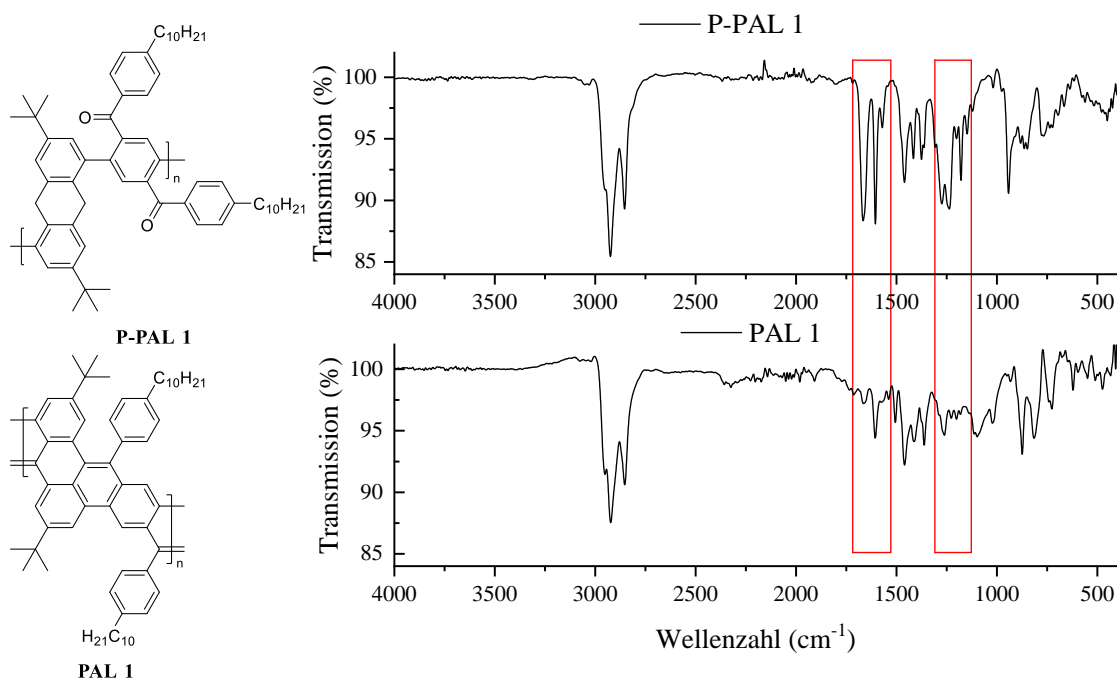 C10H21
O
n
O
C10H21
P-PAL 1
C10H21
n
H21C10
PAL 1
P-PAL 1
Transmission (%)
100
95
90
85
4000 3500 3000 2500 2000 1500 1000 500
PAL 1
Transmission (%)
100
95
90
85
4000 3500 3000 2500 2000 1500 1000 500
Wellenzahl (cm-1)